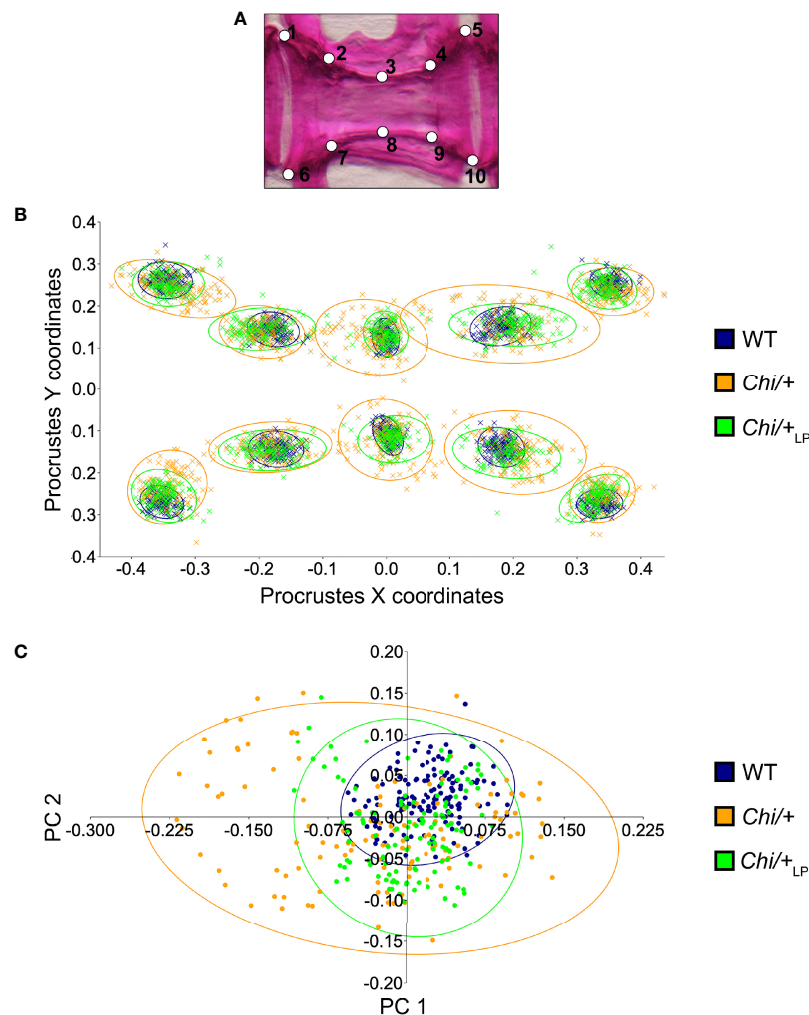 A
1
2
3
4
5
6
7
8
9
10
B
Procrustes Y coordinates
0.4
0.3
0.2
0.1
0.0
0.1
0.2
0.3
0.4
-0.4 -0.3 -0.2 -0.1 0.0 0.1 0.2 0.3 0.4
Procrustes X coordinates
WT
Chi/+
Chi/+LP
C
PC 2
0.20
0.15
0.10
0.05
0.00
-0.05
-0.10
-0.15
-0.20
-0.300 -0.225 -0.150 -0.075 0.075 0.150 0.225
PC 1
WT
Chi/+
Chi/+LP